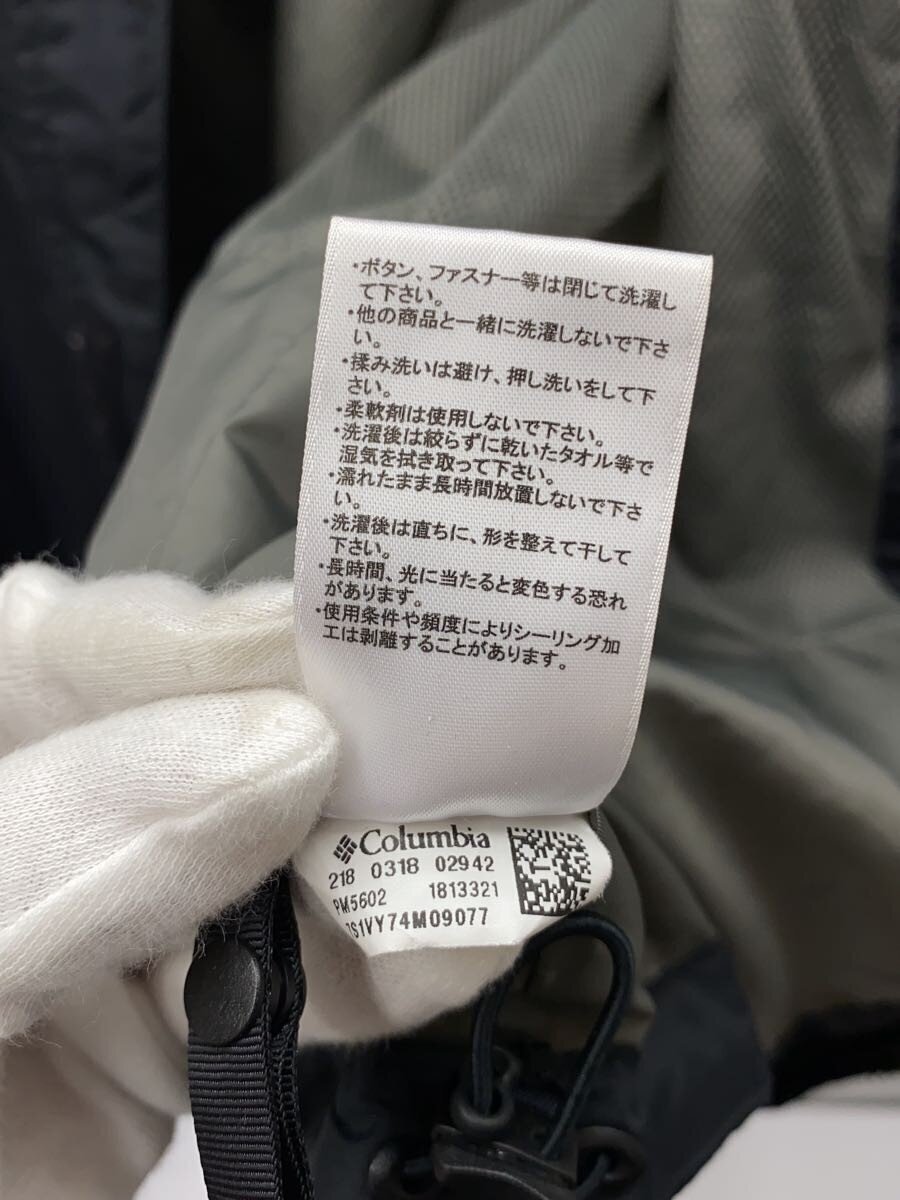 ・ボタン、ファスナー等は閉じて洗濯し
て下さい。
・他の商品と一緒に洗濯しないで下さ
い。
・揉み洗いは避け、押し洗いをして下
さい。
・柔軟剤は使用しないで下さい。
・洗濯後は絞らずに乾いたタオル等で
湿気を拭き取って下さい。
・濡れたまま長時間放置しないで下さ
い。
・洗濯後は直ちに、形を整えて干して
下さい。
・長時間、光に当たると変色する恐れ
があります。
・使用条件や頻度によりシーリング加
工は剥離することがあります。
Columbia
218 0318 02942
PM5602 1813321
S1VY74M09077